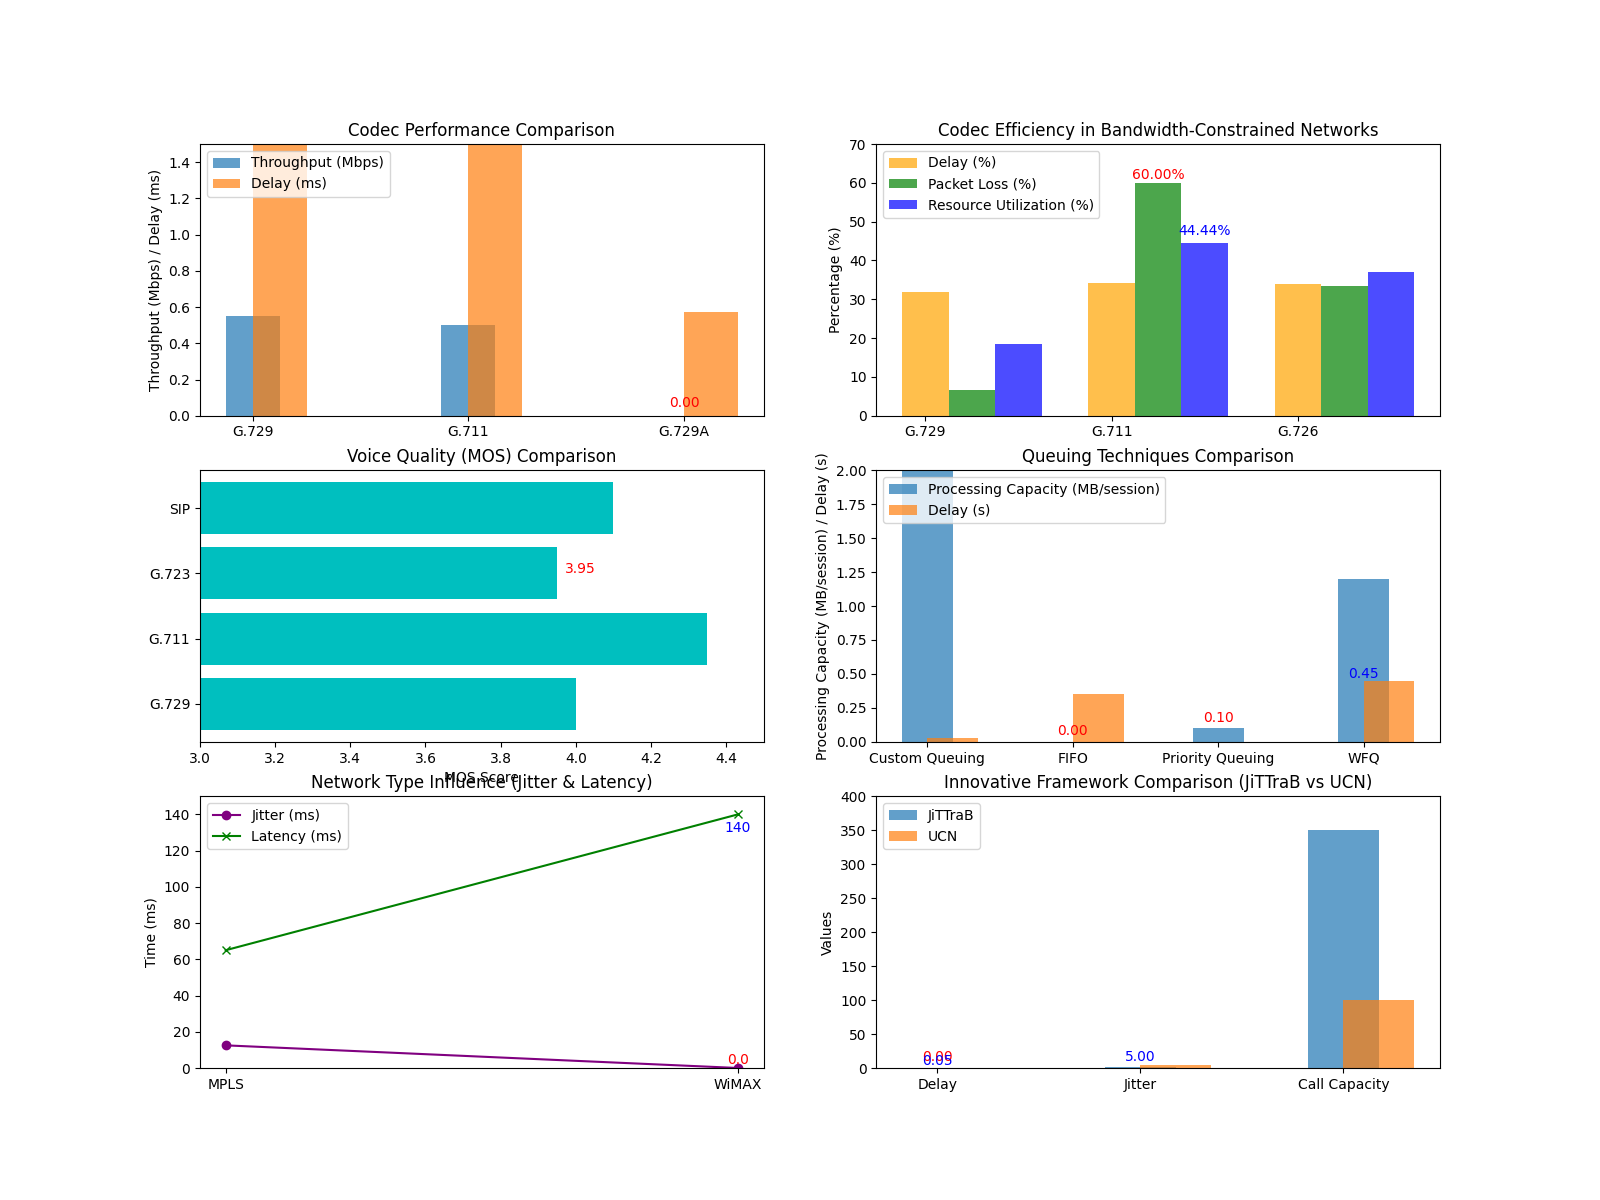 Codec Performance Comparison
Throughput (Mbps) / Delay (ms)
1.4
1.2
1.0
0.8
0.6
0.4
0.2
0.0
Throughput (Mbps)
Delay (ms)
0.00
G.729
G.711
G.729A
Codec Efficiency in Bandwidth-Constrained Networks
Percentage (%)
70
60
50
40
30
20
10
0
Delay (%)
Packet Loss (%)
Resource Utilization (%)
60.00%
44.44%
G.729
G.711
G.726
Voice Quality (MOS) Comparison
SIP
G.723
G.711
G.729
3.95
3.0
3.2
3.4
3.6
3.8
4.0
4.2
4.4
MOS Score
Queuing Techniques Comparison
Processing Capacity (MB/session) / Delay (s)
2.00
1.75
1.50
1.25
1.00
0.75
0.50
0.25
0.00
Processing Capacity (MB/session)
Delay (s)
0.00
0.10
0.45
Custom Queuing
FIFO
Priority Queuing
WFQ
Network Type Influence (Jitter & Latency)
Time (ms)
140
120
100
80
60
40
20
0
Jitter (ms)
Latency (ms)
140
0.0
MPLS
WiMAX
Innovative Framework Comparison (JiTTraB vs UCN)
Values
400
350
300
250
200
150
100
50
0
JiTTraB
UCN
0.00
0.05
5.00
Delay
Jitter
Call Capacity